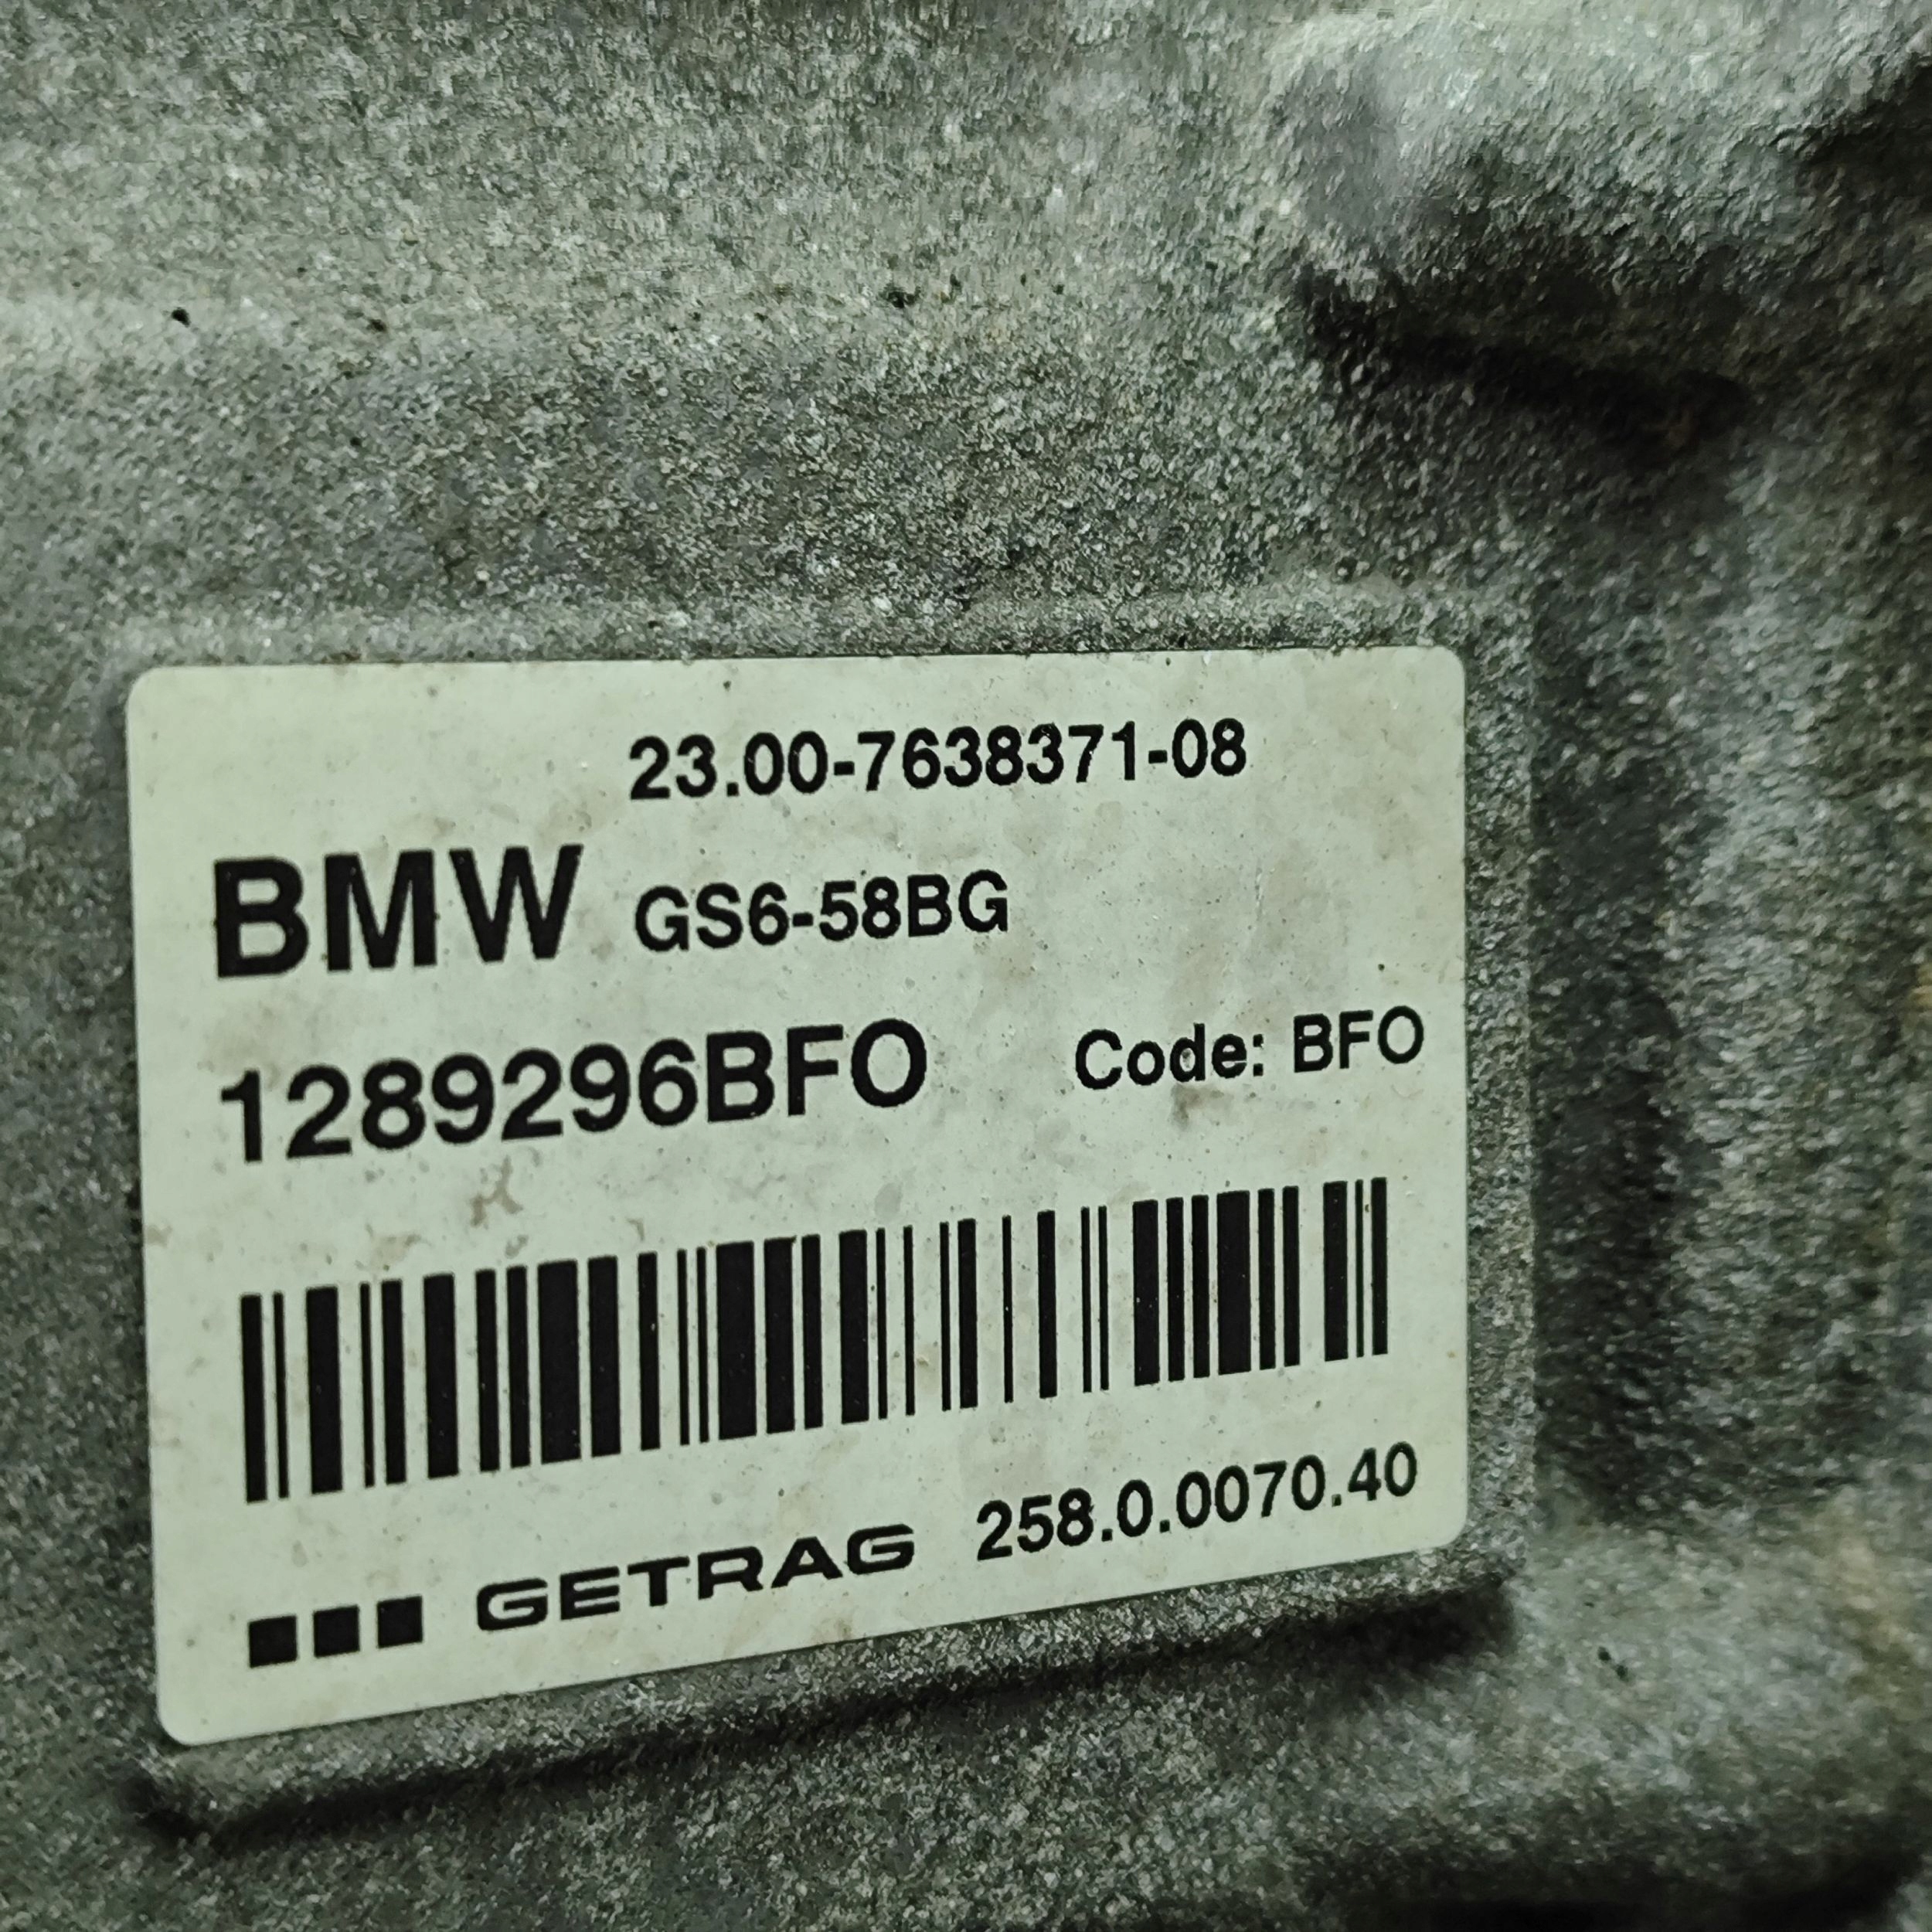 23.00-7638371-08
BMW GS6-58BG
1289296BFO Code: BFO
GETRAG 258.0.0070.40